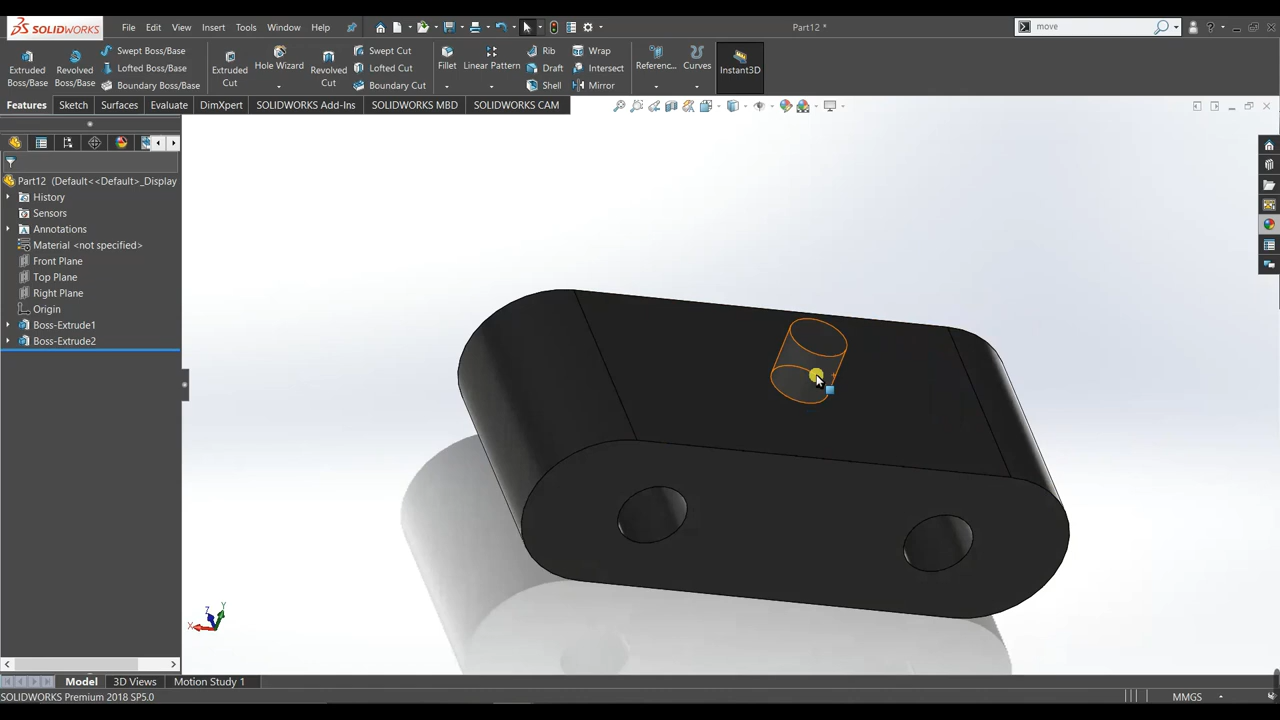 SOLIDWORKS File Edit View Insert Tools Window Help Part12 * move
Extruded Boss/Base
Revolved Boss/Base
Swept Boss/Base
Lofted Boss/Base
Boundary Boss/Base
Extruded Cut
Hole Wizard
Revolved Cut
Swept Cut
Lofted Cut
Boundary Cut
Fillet
Linear Pattern
Rib
Draft
Shell
Wrap
Intersect
Mirror
Referenc...
Curves
Instant3D
Features Sketch Surfaces Evaluate DimXpert SOLIDWORKS Add-Ins SOLIDWORKS MBD SOLIDWORKS CAM
Part12 (Default<<Default>_Display
History
Sensors
Annotations
Material <not specified>
Front Plane
Top Plane
Right Plane
Origin
Boss-Extrude1
Boss-Extrude2
Y
Z
X
Model 3D Views Motion Study 1
SOLIDWORKS Premium 2018 SP5.0 MMGS